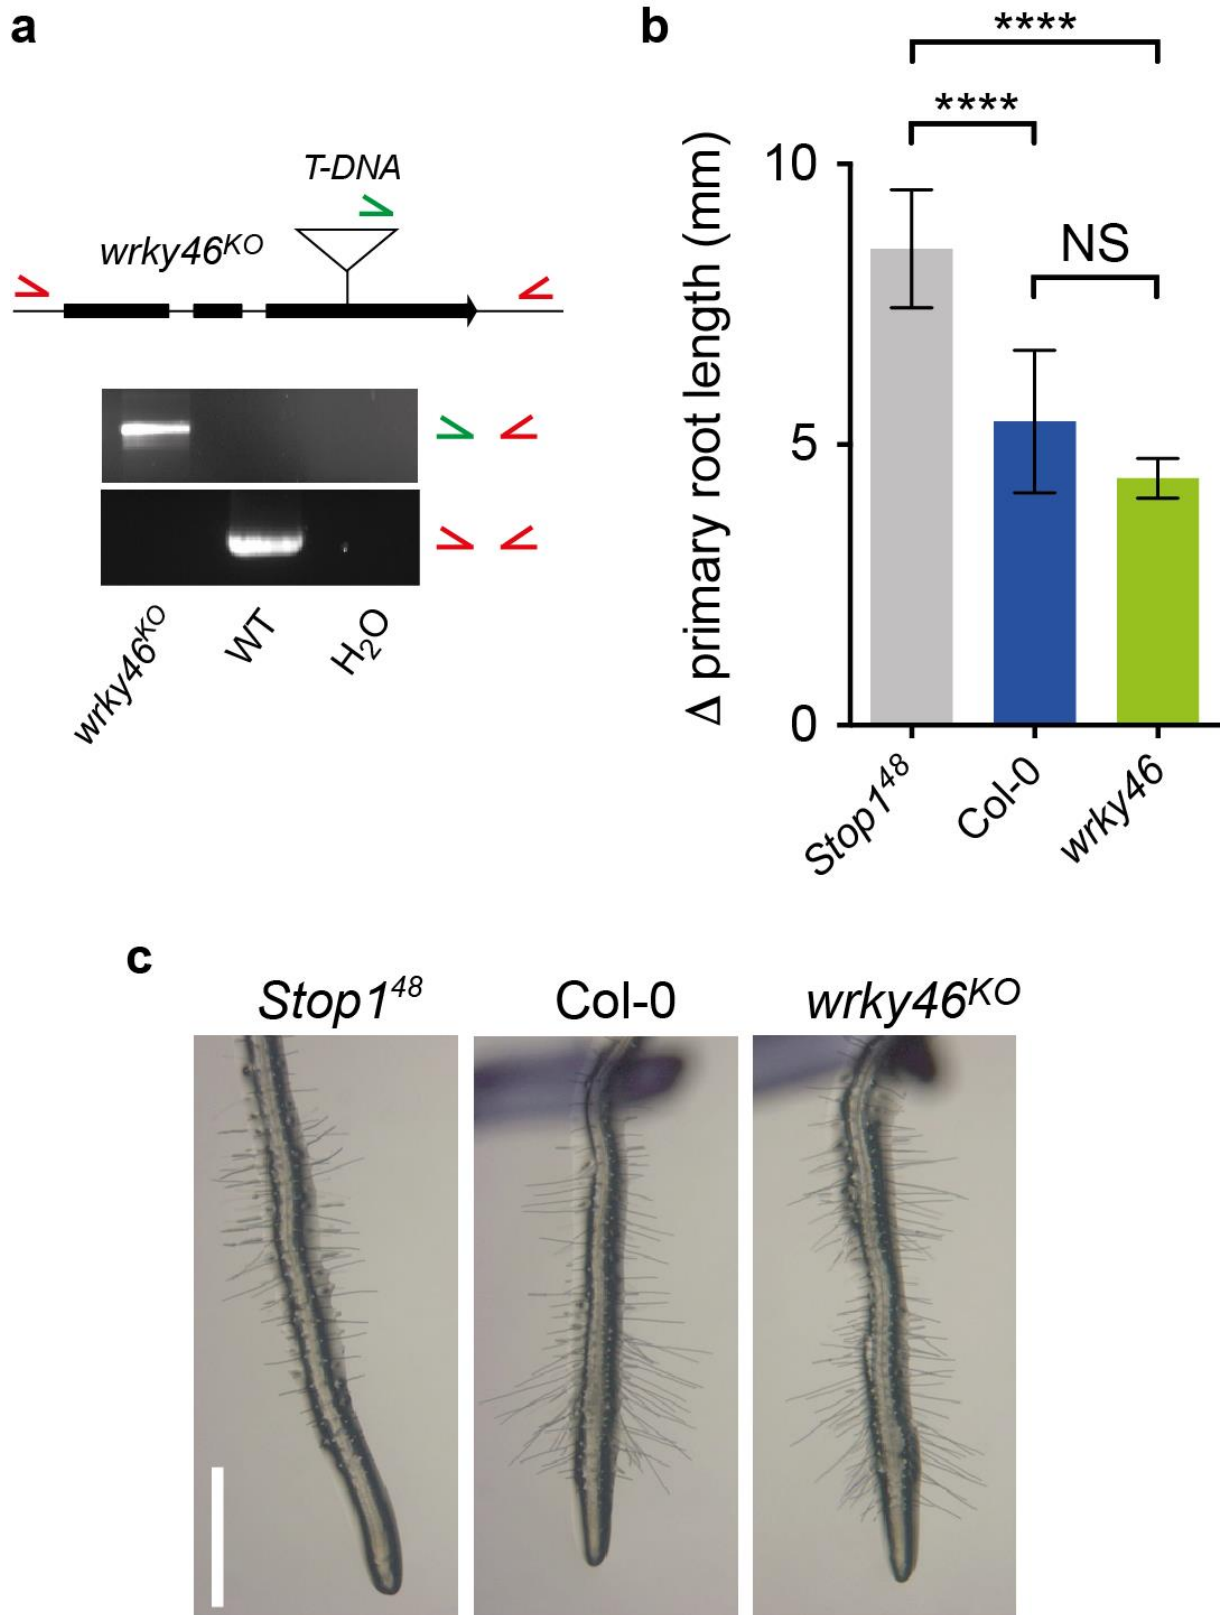 a
T-DNA
wrky46ᴷᴼ
wrky46ᴷᴼ
WT
H₂O
b
****
****
NS
Δ primary root length (mm)
10
5
0
Stop1⁴⁸
Col-0
wrky46
c
Stop1⁴⁸
Col-0
wrky46ᴷᴼ